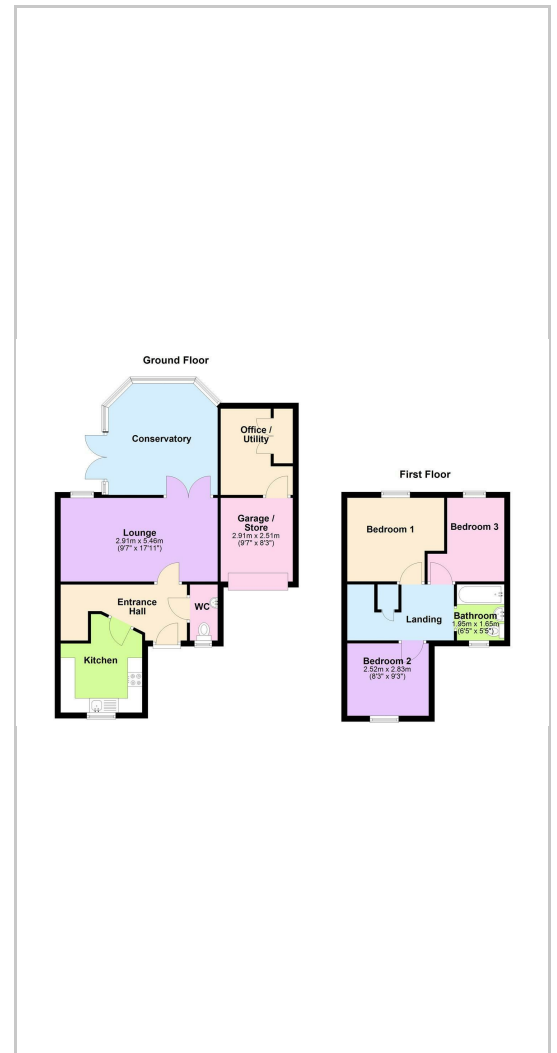 Ground Floor
Conservatory
Office /
Utility
Lounge
2.91m x 5.46m
(9'7" x 17'11")
Garage /
Store
2.91m x 2.51m
(9'7" x 8'3")
Entrance
Hall
WC
Kitchen
First Floor
Bedroom 1
Bedroom 3
Landing
Bathroom
1.95m x 1.65m
(6'5" x 5'5")
Bedroom 2
2.52m x 2.83m
(8'3" x 9'3")